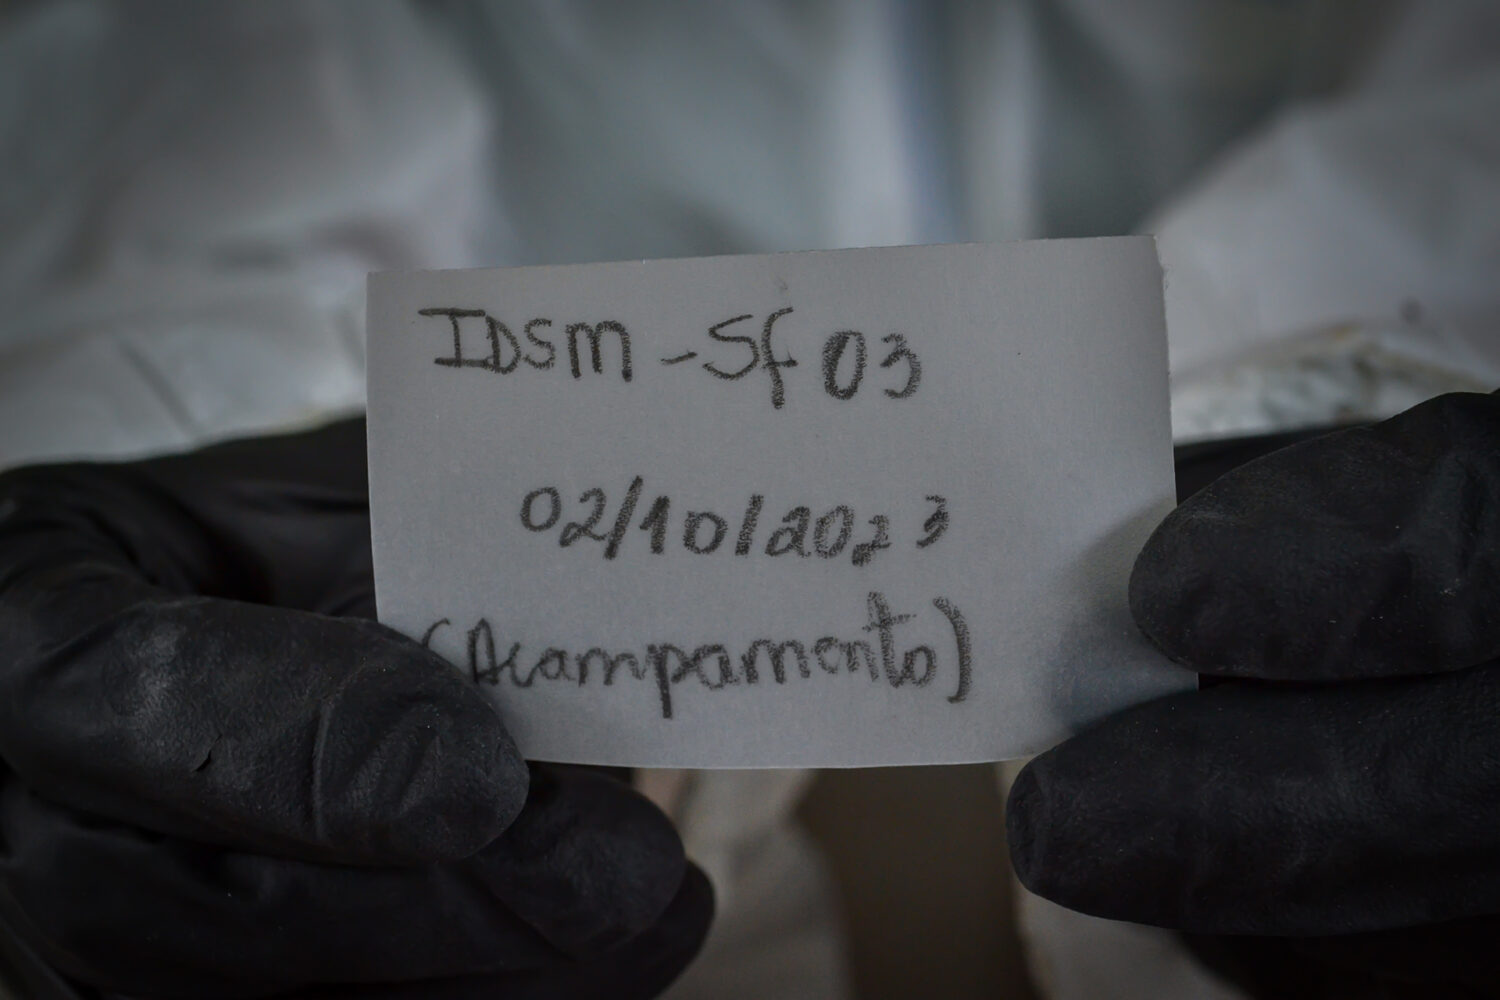 IDSm - Sf 03
02/10/2023
(Acampamento)